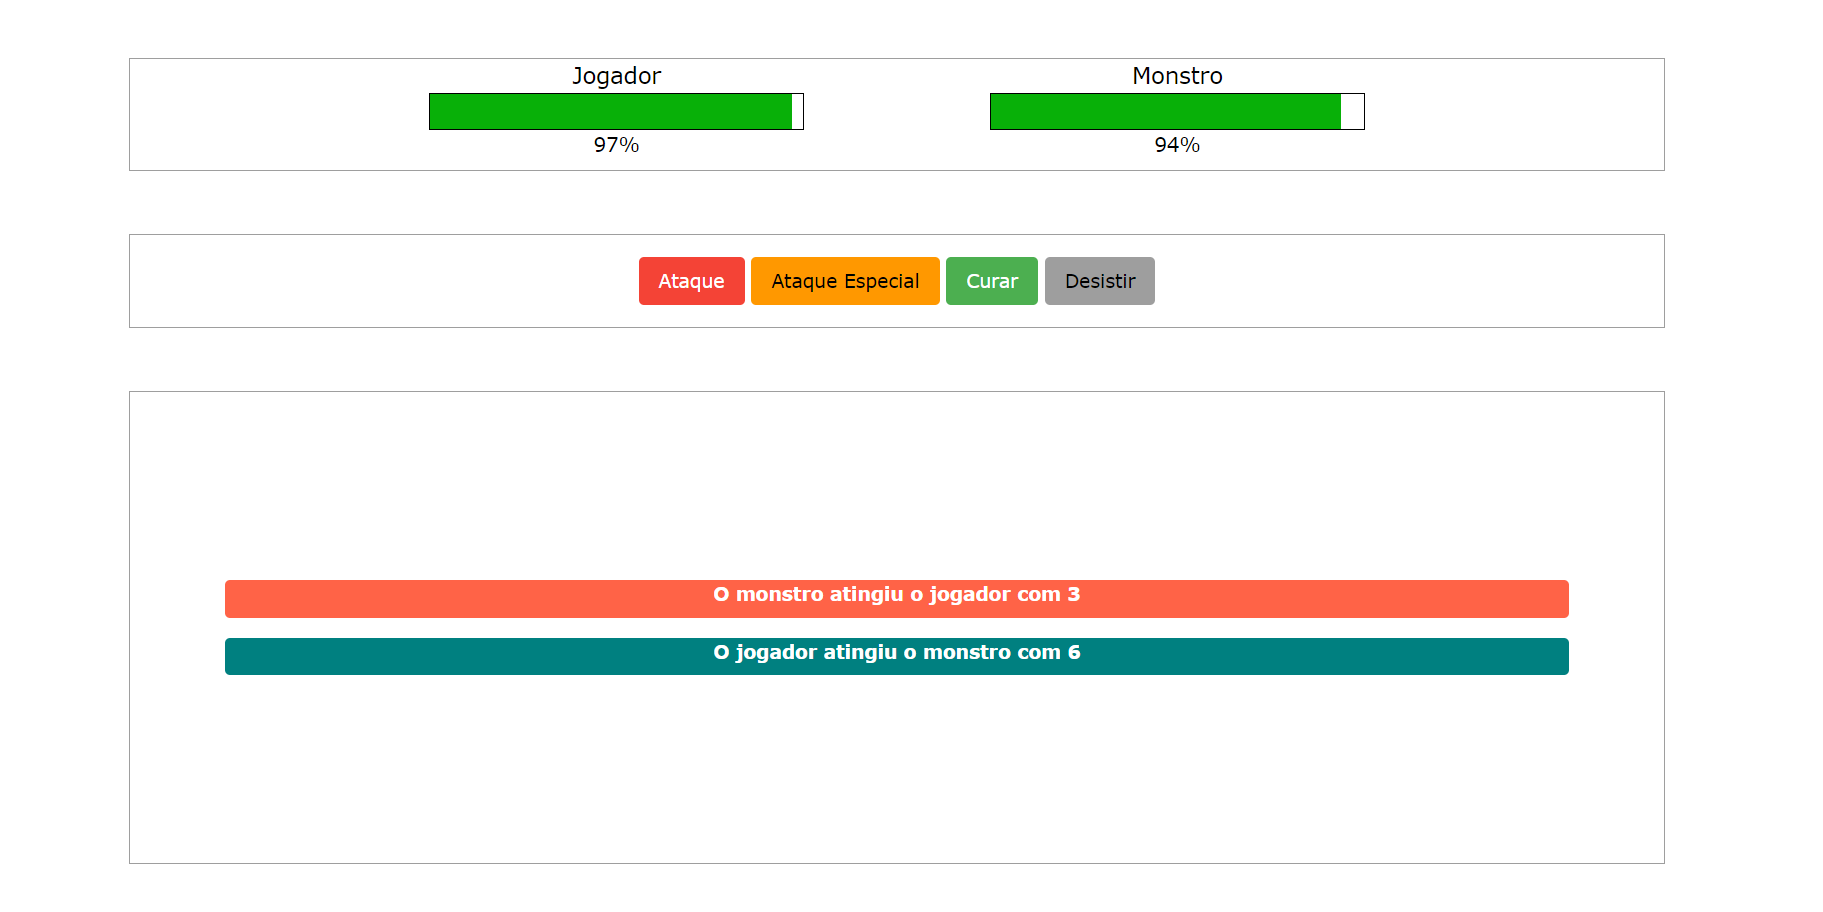 Jogador
Monstro
97%
94%
Ataque
Ataque Especial
Curar
Desistir
O monstro atingiu o jogador com 3
O jogador atingiu o monstro com 6